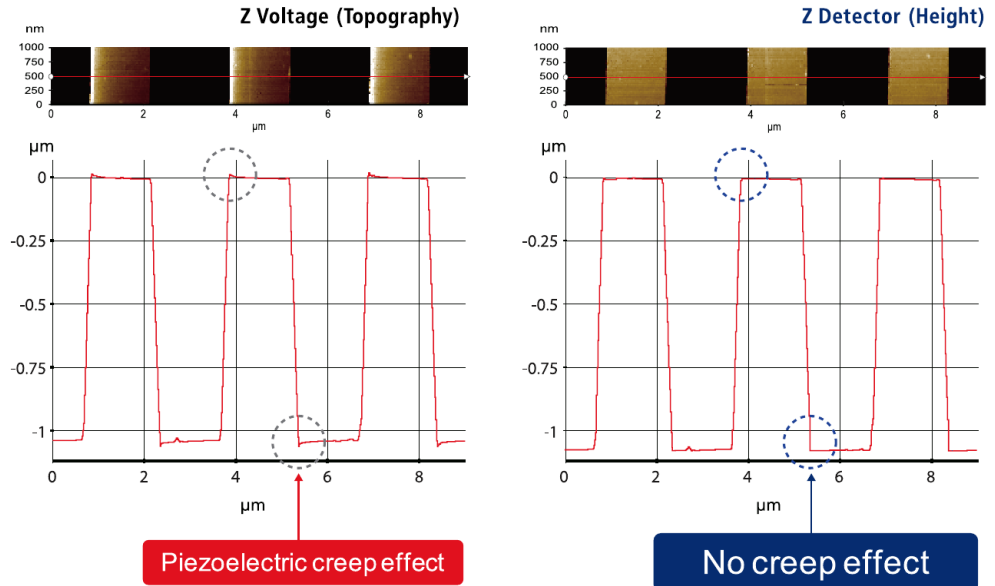 Z Voltage (Topography)
nm
1000
750
500
250
0
0 2 4 6 8
µm
µm
0
-0.25
-0.5
-0.75
-1
0 2 4 6 8
µm
Piezoelectric creep effect
Z Detector (Height)
nm
1000
750
500
250
0
0 2 4 6 8
µm
µm
0
-0.25
-0.5
-0.75
-1
0 2 4 6 8
µm
No creep effect